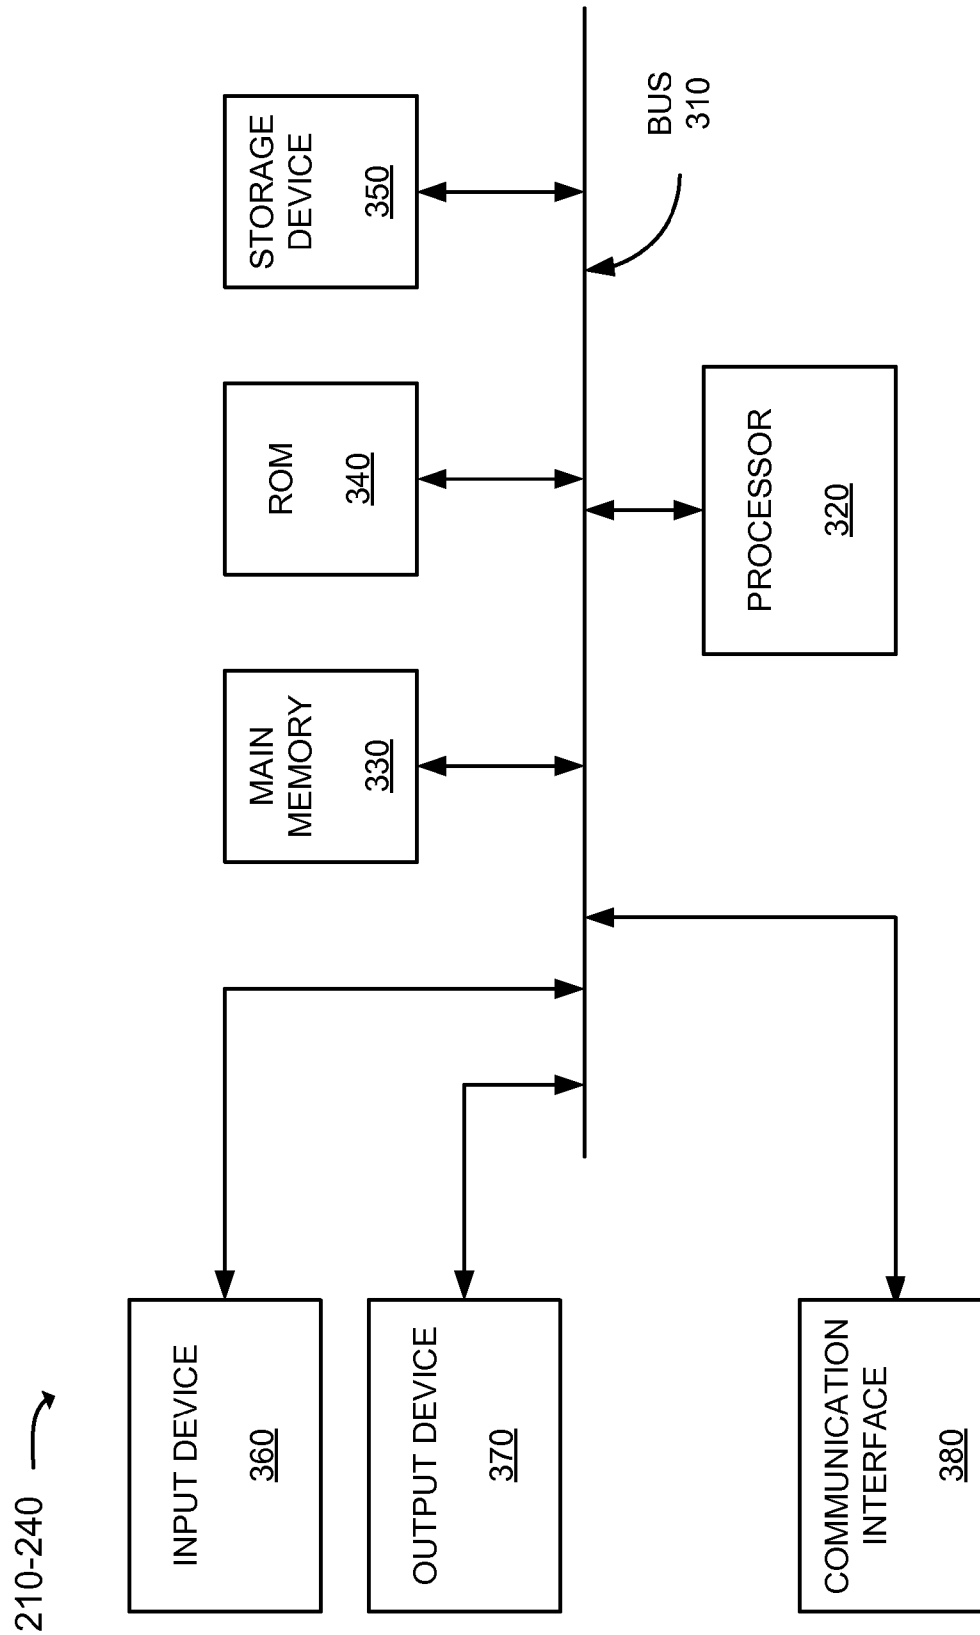 210-240
INPUT DEVICE
360
OUTPUT DEVICE
370
COMMUNICATION
INTERFACE
380
MAIN
MEMORY
330
ROM
340
STORAGE
DEVICE
350
PROCESSOR
320
BUS
310